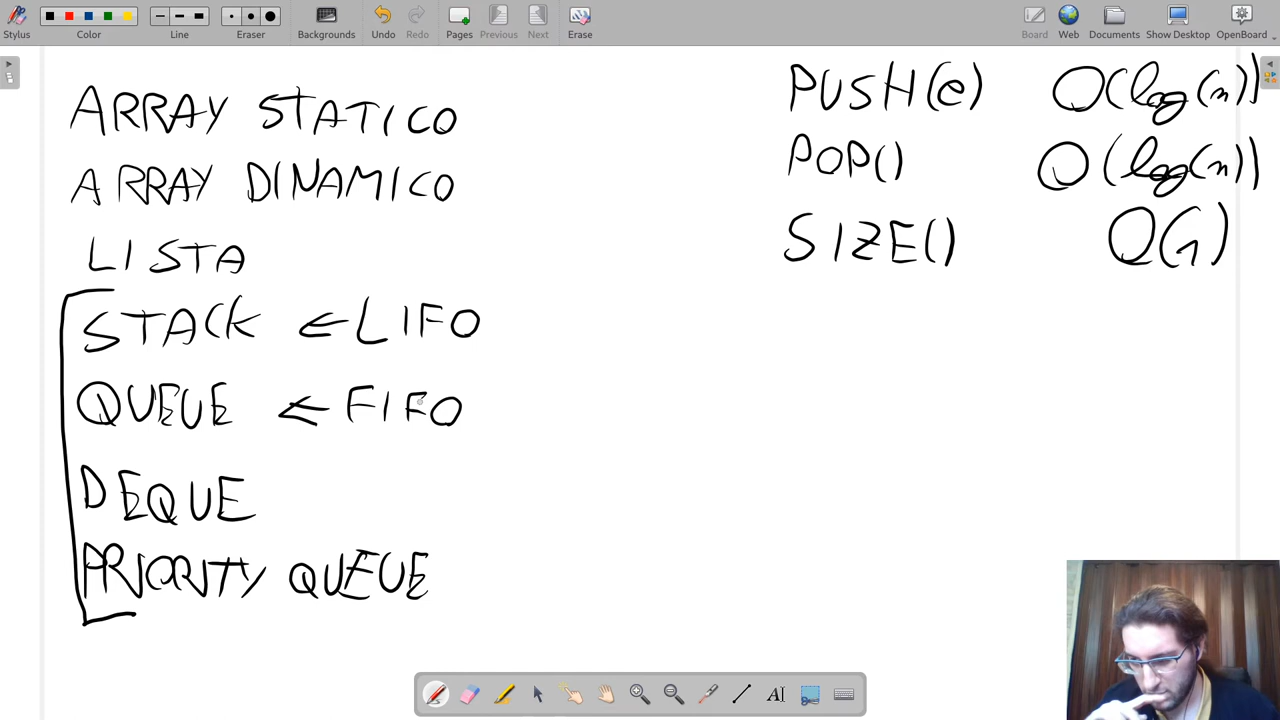 Stylus Color Line Eraser Backgrounds Undo Redo Pages Previous Next Erase Board Web Documents Show Desktop OpenBoard
ARRAY STATICO
ARRAY DINAMICO
LISTA
STACK ← LIFO
QUEUE ← FIFO
DEQUE
PRIORITY QUEUE
PUSH(e) O(log(n))
POP() O(log(n))
SIZE() O(1)